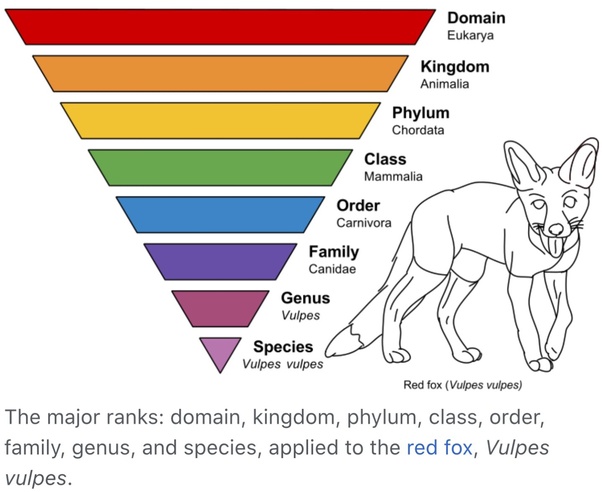 Domain
Eukarya
Kingdom
Animalia
Phylum
Chordata
Class
Mammalia
Order
Carnivora
Family
Canidae
Genus
Vulpes
Species
Vulpes vulpes
Red fox (Vulpes vulpes)
The major ranks: domain, kingdom, phylum, class, order,
family, genus, and species, applied to the red fox, Vulpes
vulpes.